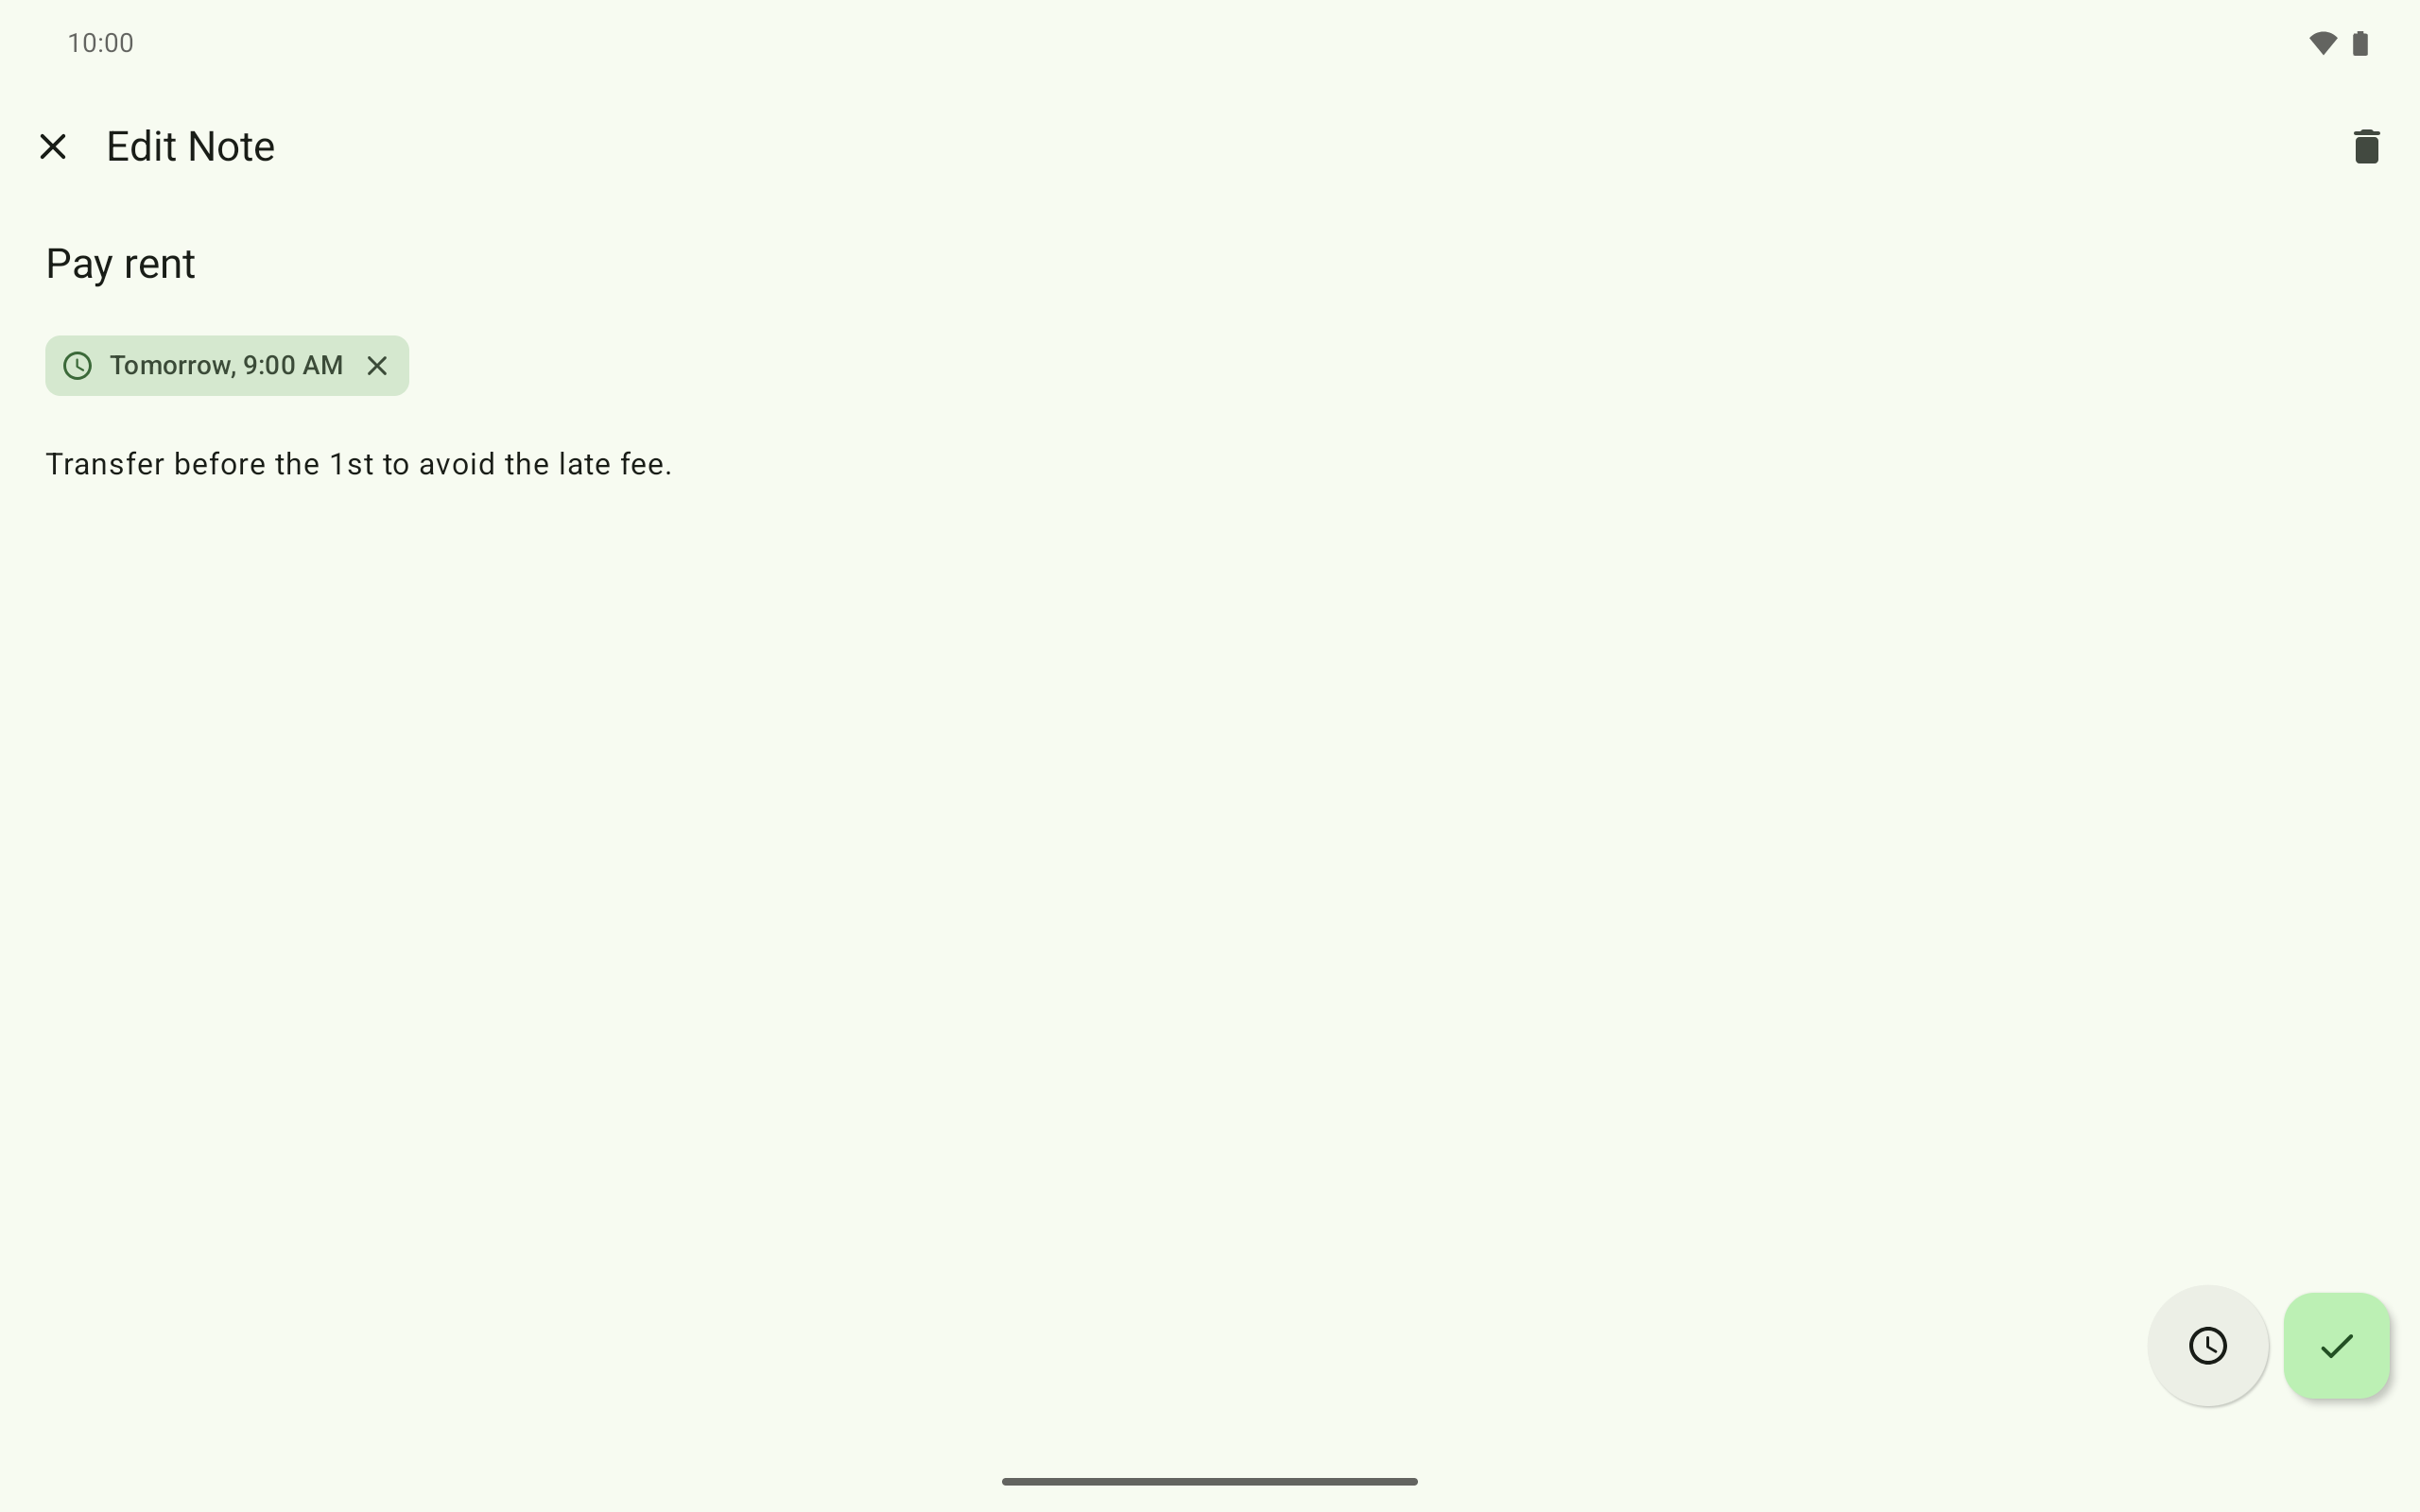 10:00
Edit Note
Pay rent
Tomorrow, 9:00 AM
Transfer before the 1st to avoid the late fee.